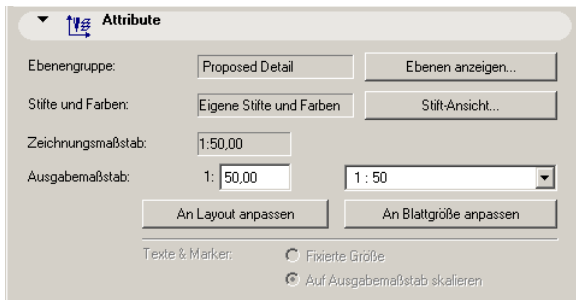 Attribute
Ebenengruppe: Proposed Detail Ebenen anzeigen...
Stifte und Farben: Eigene Stifte und Farben Stift-Ansicht...
Zeichnungsmaßstab: 1:50,00
Ausgabemaßstab: 1: 50,00 1 : 50
An Layout anpassen An Blattgröße anpassen
Texte & Marker: Fixierte Größe
Auf Ausgabemaßstab skalieren